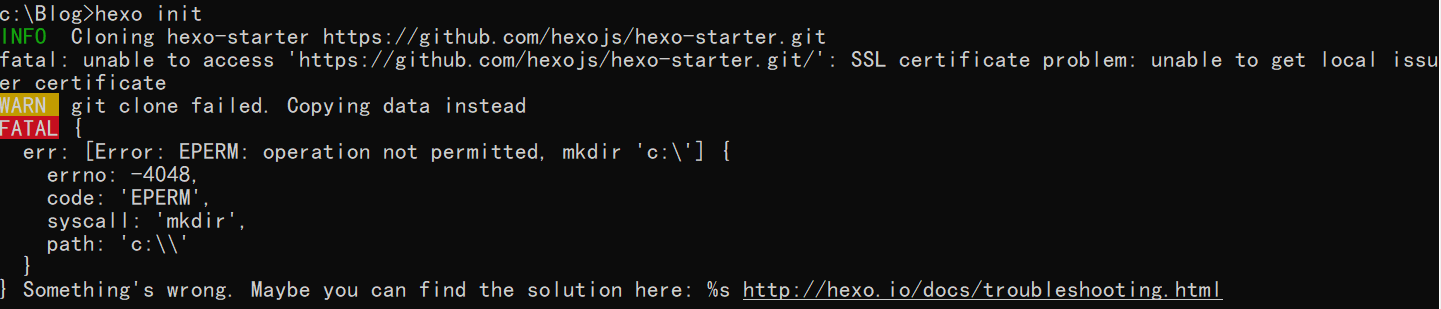 c:\Blog>hexo init
INFO  Cloning hexo-starter https://github.com/hexojs/hexo-starter.git
fatal: unable to access 'https://github.com/hexojs/hexo-starter.git/': SSL certificate problem: unable to get local issu
er certificate
WARN  git clone failed. Copying data instead
FATAL {
  err: [Error: EPERM: operation not permitted, mkdir 'c:\'] {
    errno: -4048,
    code: 'EPERM',
    syscall: 'mkdir',
    path: 'c:\\'
  }
} Something's wrong. Maybe you can find the solution here: %s http://hexo.io/docs/troubleshooting.html